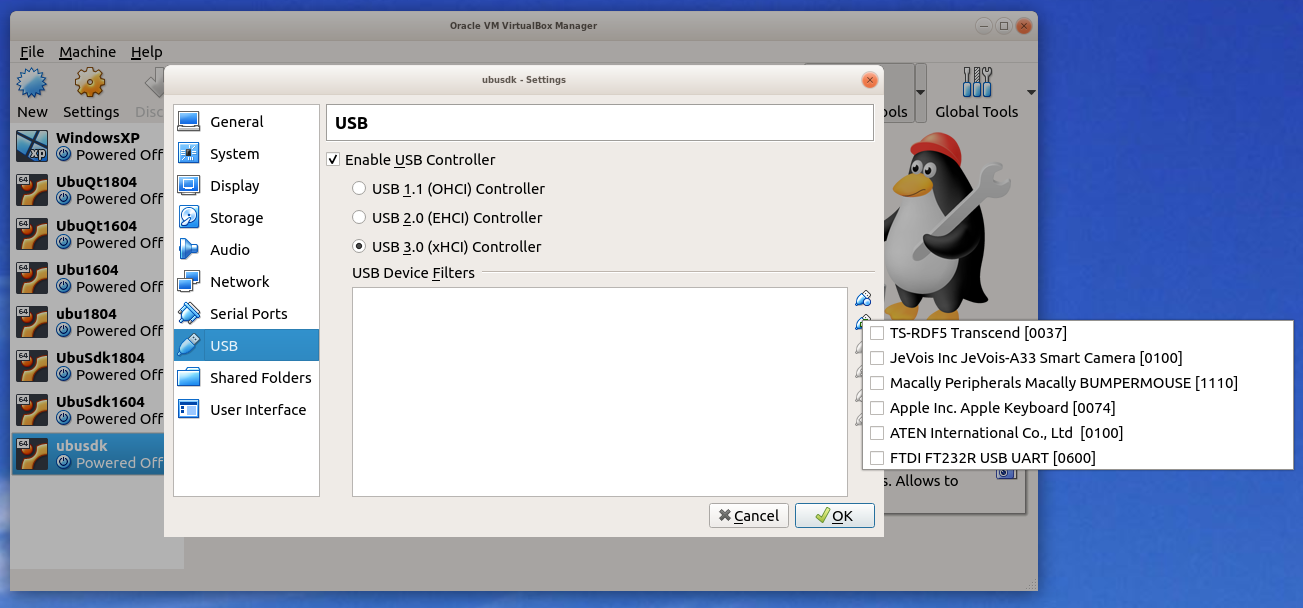 Oracle VM VirtualBox Manager
File Machine Help
New
Settings
Disc
ools
Global Tools
WindowsXP
Powered Off
UbuQt1804
Powered Off
UbuQt1604
Powered Off
Ubu1604
Powered Off
ubu1804
Powered Off
UbuSdk1804
Powered Off
UbuSdk1604
Powered Off
ubusdk
Powered Off
ubusdk - Settings
General
System
Display
Storage
Audio
Network
Serial Ports
USB
Shared Folders
User Interface
USB
Enable USB Controller
USB 1.1 (OHCI) Controller
USB 2.0 (EHCI) Controller
USB 3.0 (xHCI) Controller
USB Device Filters
TS-RDF5 Transcend [0037]
JeVois Inc JeVois-A33 Smart Camera [0100]
Macally Peripherals Macally BUMPERMOUSE [1110]
Apple Inc. Apple Keyboard [0074]
ATEN International Co., Ltd [0100]
FTDI FT232R USB UART [0600]
s. Allows to
Cancel
OK